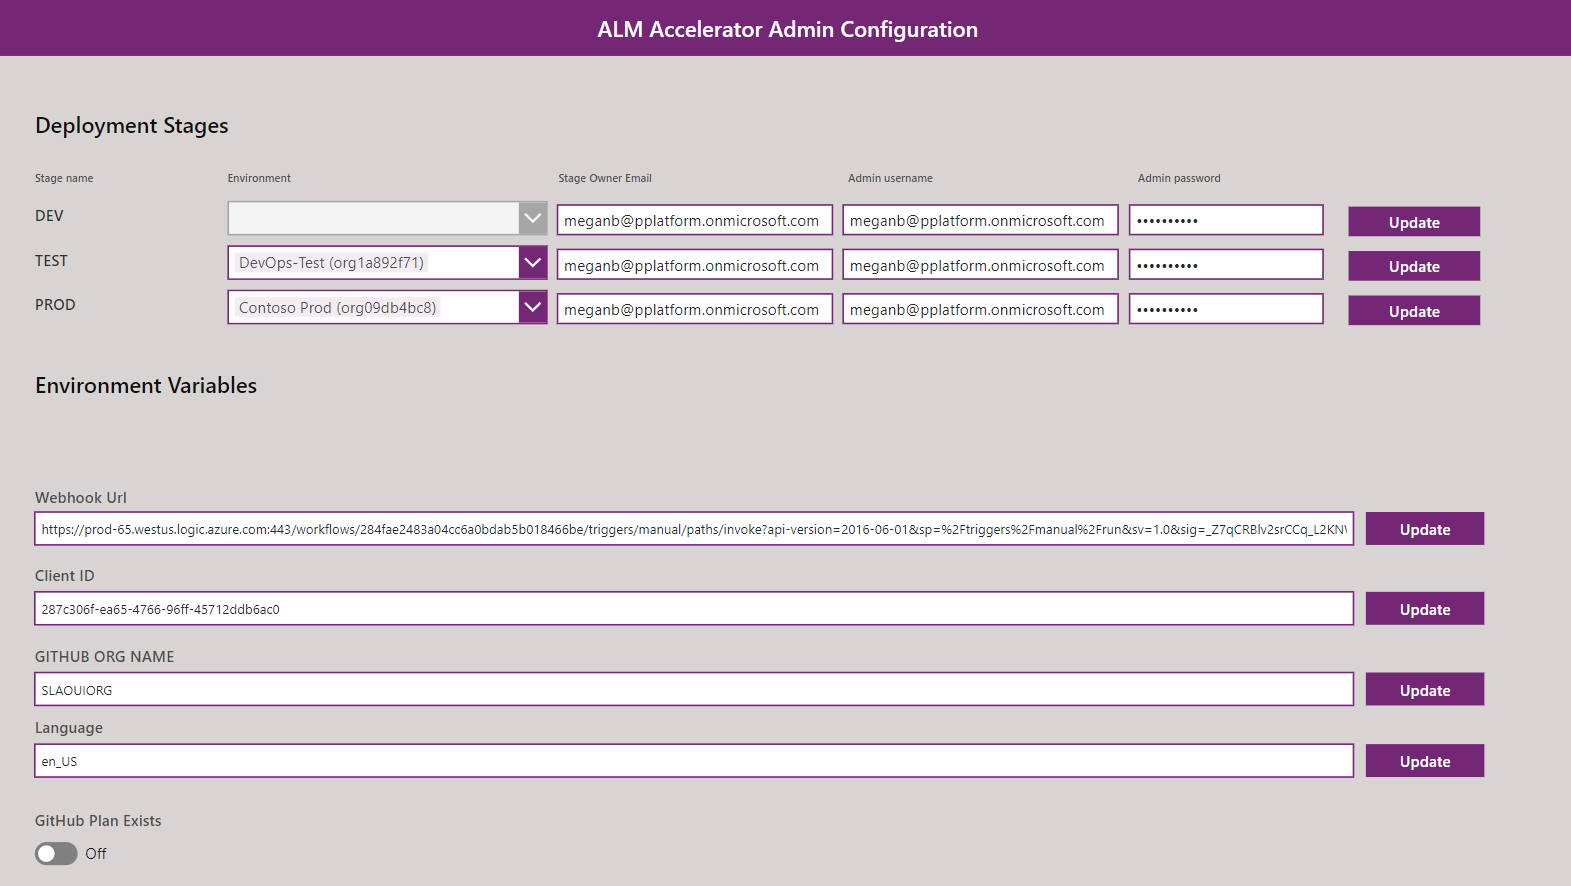 ALM Accelerator Admin Configuration
Deployment Stages
Stage name Environment Stage Owner Email Admin username Admin password
DEV meganb@pplatform.onmicrosoft.com meganb@pplatform.onmicrosoft.com •••••••••• Update
TEST DevOps-Test (org1a892f71) meganb@pplatform.onmicrosoft.com meganb@pplatform.onmicrosoft.com •••••••••• Update
PROD Contoso Prod (org09db4bc8) meganb@pplatform.onmicrosoft.com meganb@pplatform.onmicrosoft.com •••••••••• Update
Environment Variables
Webhook Url
https://prod-65.westus.logic.azure.com:443/workflows/284fae2483a04cc6a0bdab5b018466be/triggers/manual/paths/invoke?api-version=2016-06-01&sp=%2Ftriggers%2Fmanual%2Frun&sv=1.0&sig=_Z7qCRBlv2srCCq_L2KN Update
Client ID
287c306f-ea65-4766-96ff-45712ddb6ac0 Update
GITHUB ORG NAME
SLAOUIORG Update
Language
en_US Update
GitHub Plan Exists
Off